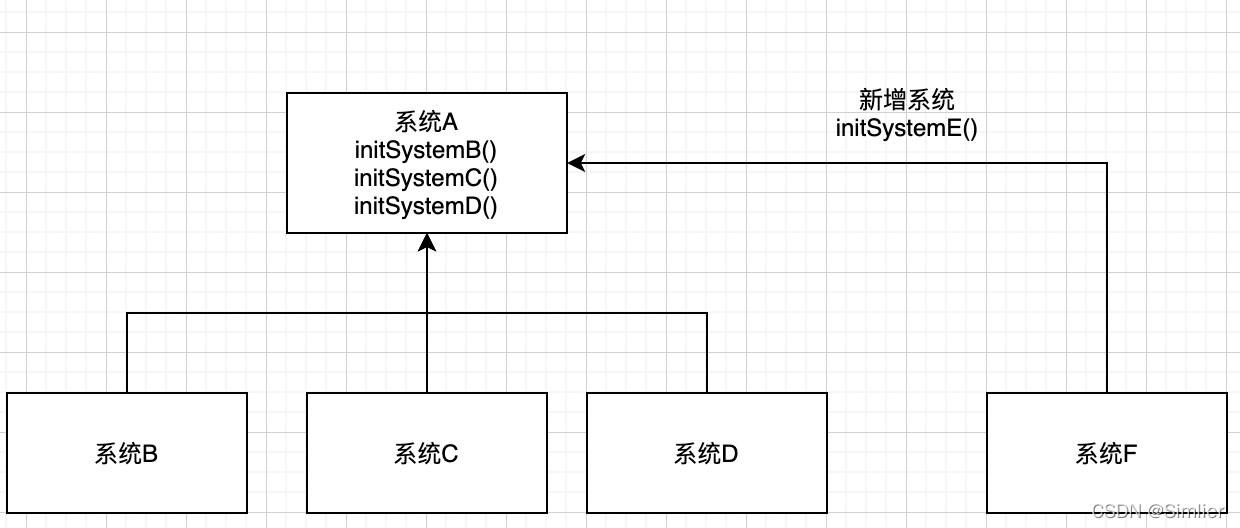 新增系统
initSystemE()
系统A
initSystemB()
initSystemC()
initSystemD()
系统B
系统C
系统D
系统F
CSDN @Simlier